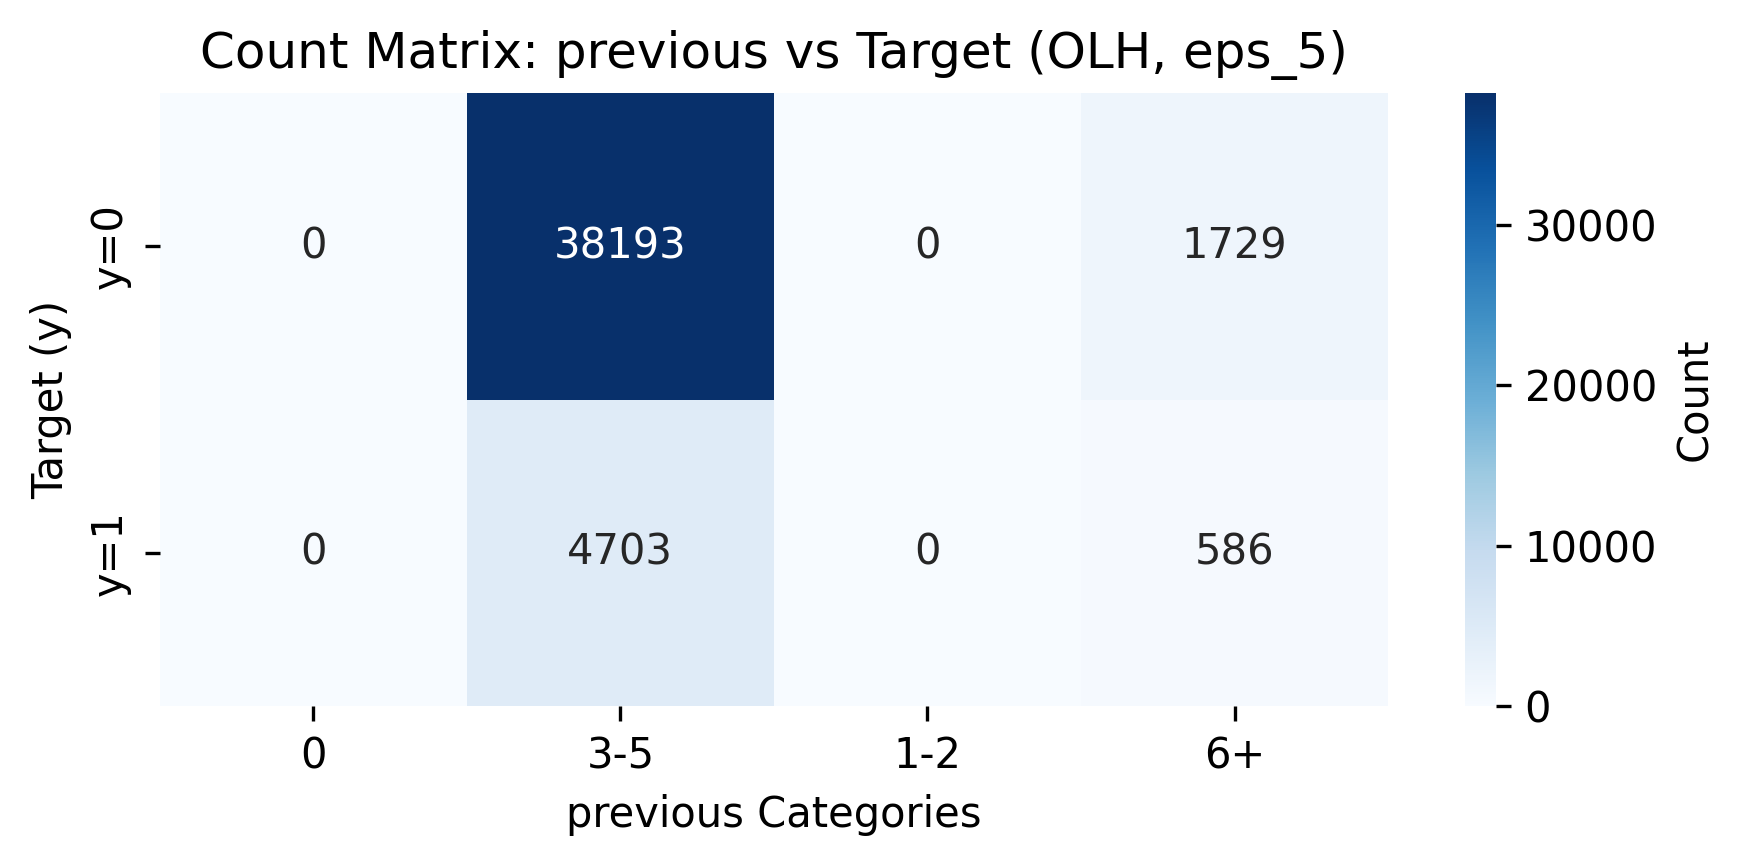 Count Matrix: previous vs Target (OLH, eps_5)
Target (y)
y=0
0 38193 0 1729
y=1
0 4703 0 586
0 3-5 1-2 6+
previous Categories
30000
20000
10000
0
Count